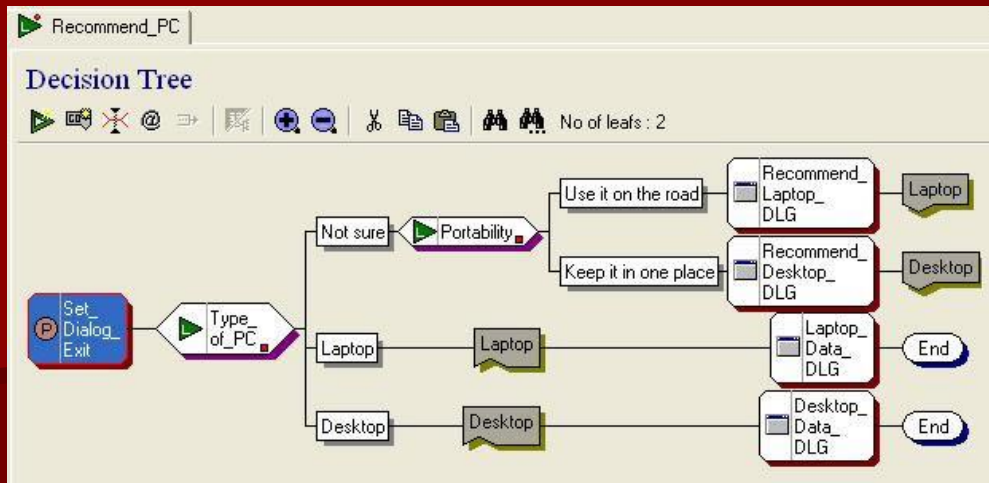 Recommend_PC
Decision Tree
No of leafs : 2
Set_
Dialog_
Exit
Type_
of_PC
Not sure
Portability
Use it on the road
Recommend_
Laptop_
DLG
Laptop
Keep it in one place
Recommend_
Desktop_
DLG
Desktop
Laptop
Laptop
Laptop_
Data_
DLG
End
Desktop
Desktop
Desktop_
Data_
DLG
End